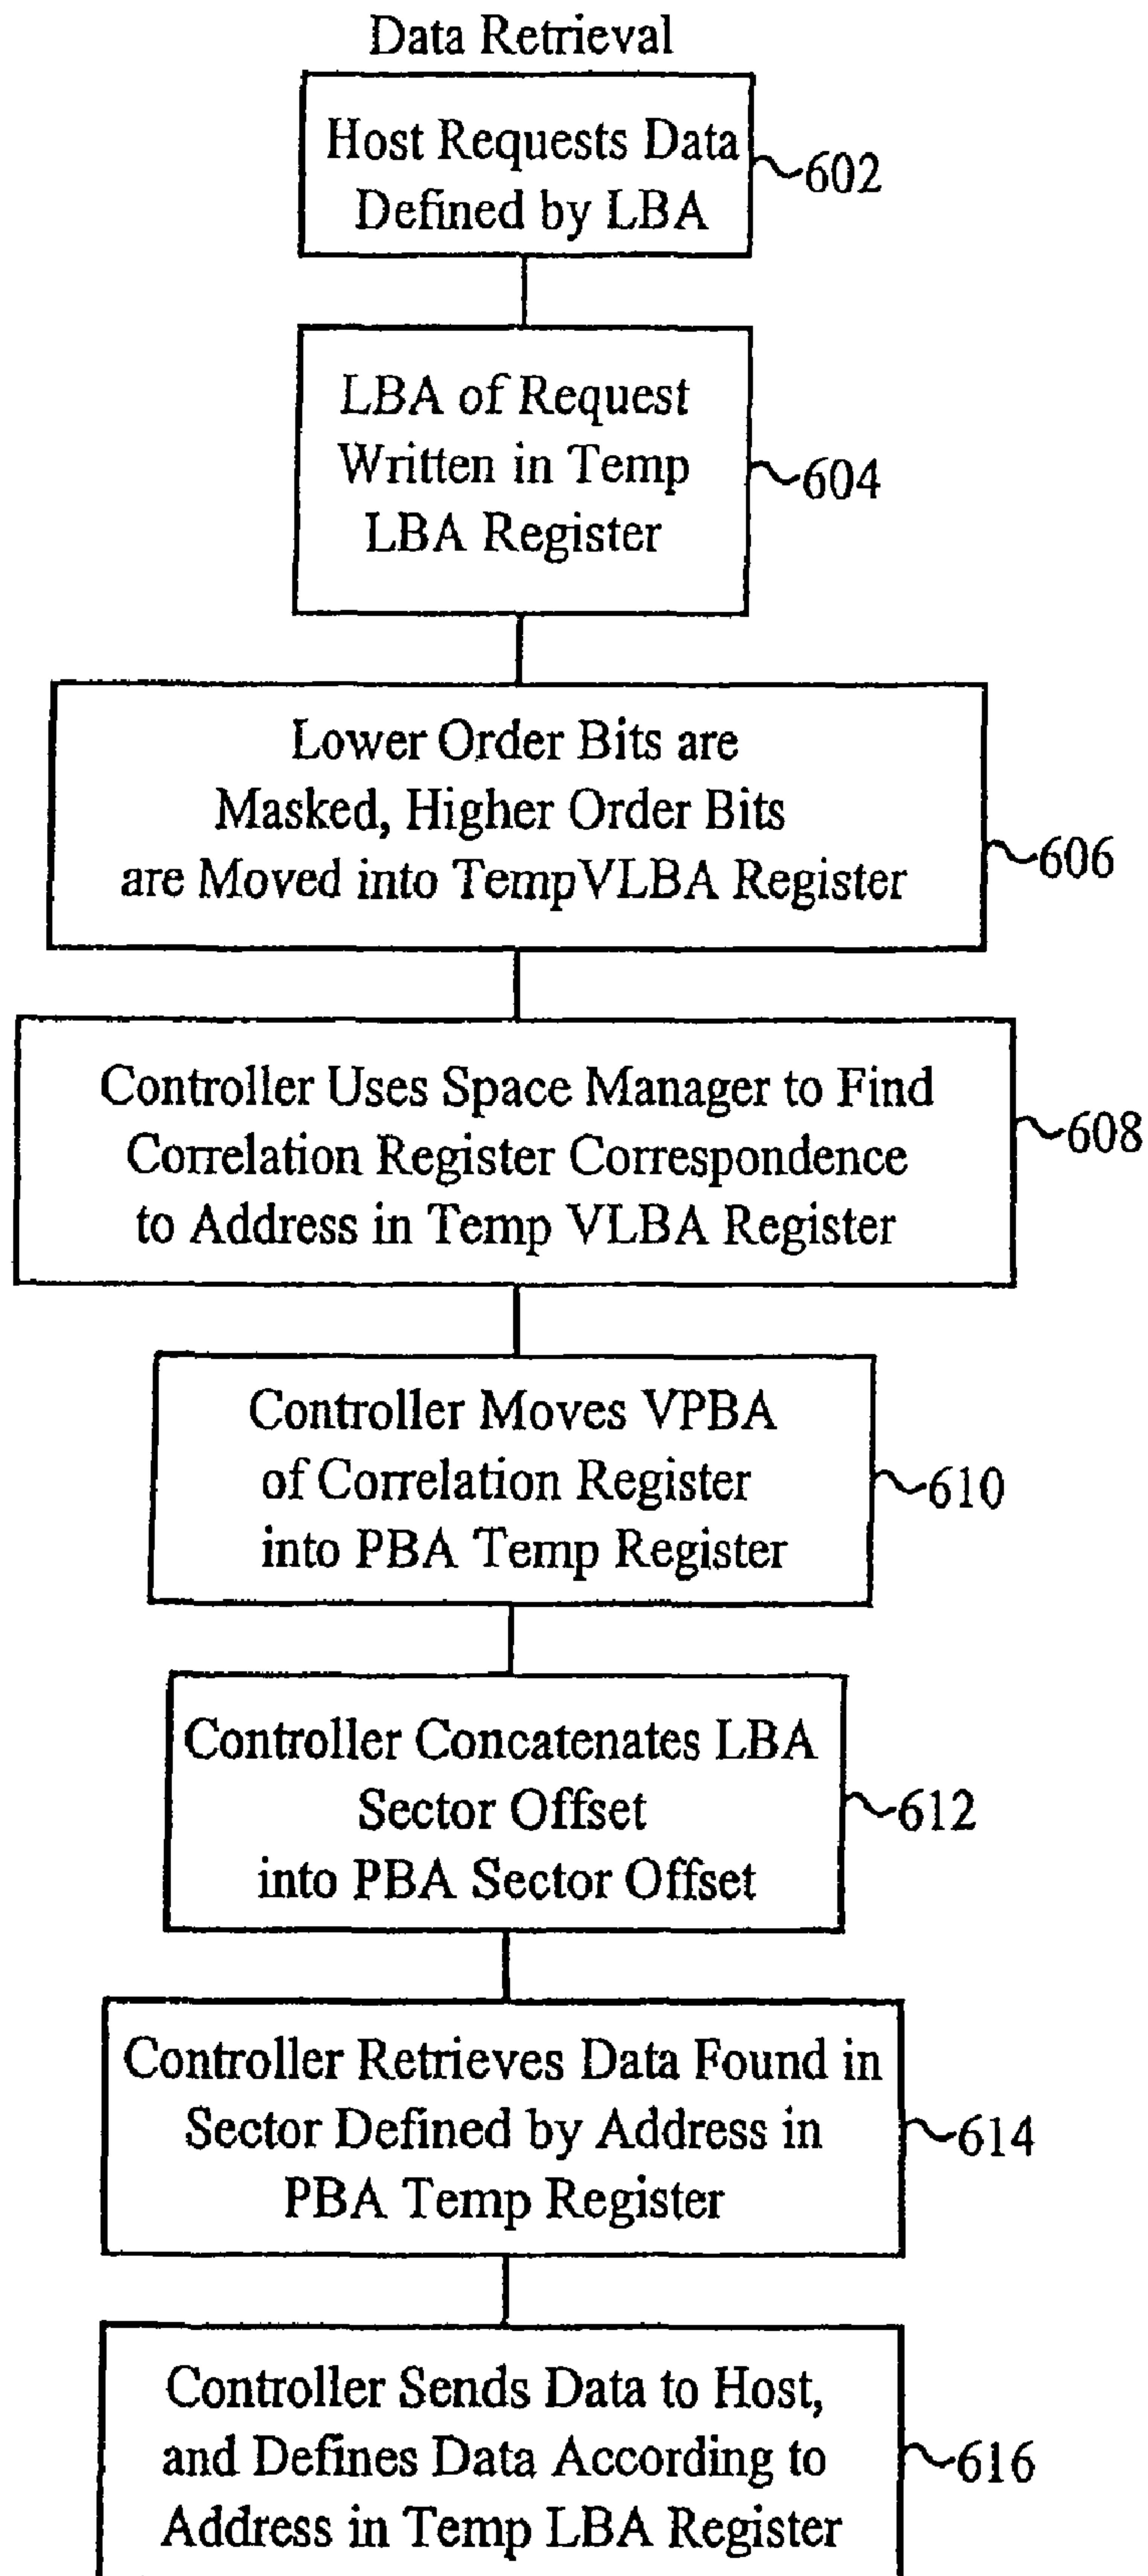 Data Retrieval
Host Requests Data
Defined by LBA
602
LBA of Request
Written in Temp
LBA Register
604
Lower Order Bits are
Masked, Higher Order Bits
are Moved into TempVLBA Register
606
Controller Uses Space Manager to Find
Correlation Register Correspondence
to Address in Temp VLBA Register
608
Controller Moves VPBA
of Correlation Register
into PBA Temp Register
610
Controller Concatenates LBA
Sector Offset
into PBA Sector Offset
612
Controller Retrieves Data Found in
Sector Defined by Address in
PBA Temp Register
614
Controller Sends Data to Host,
and Defines Data According to
Address in Temp LBA Register
616